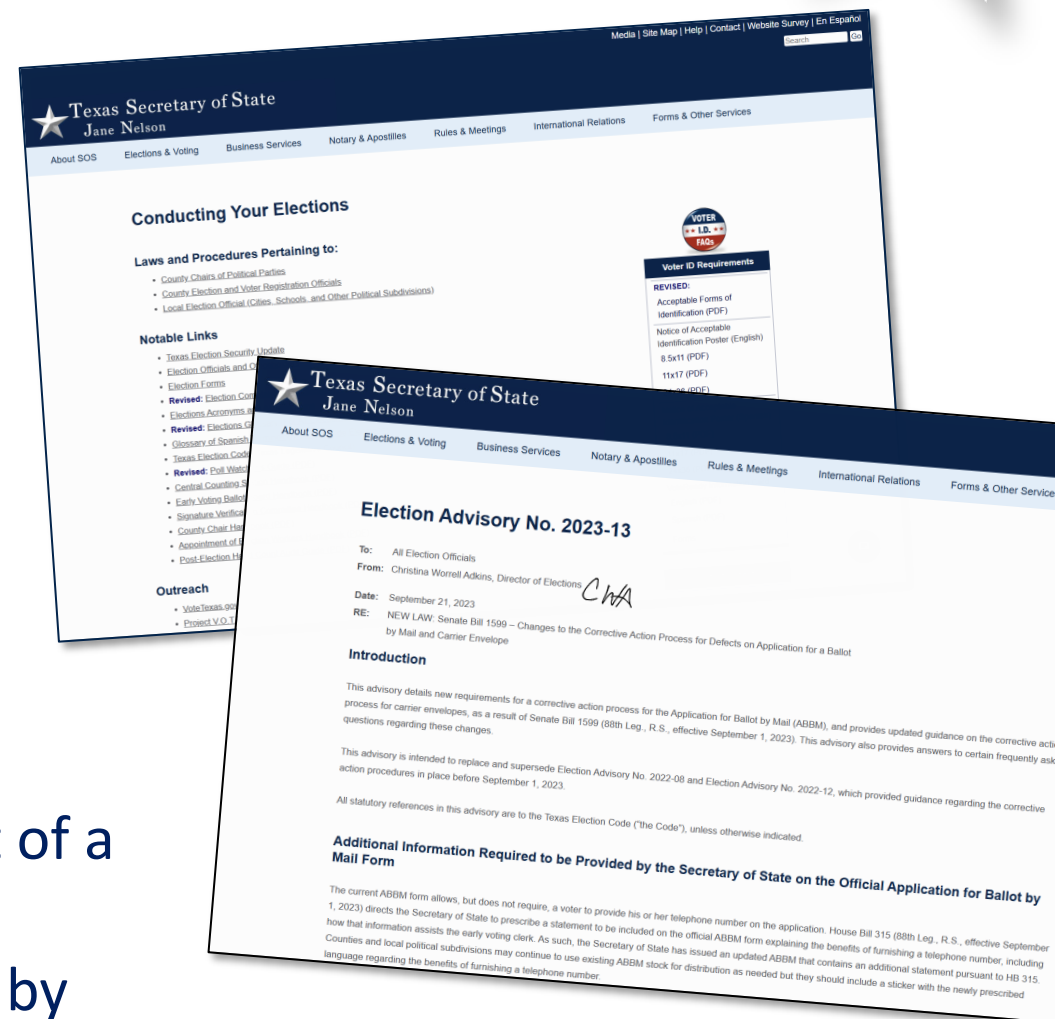 Media | Site Map | Help | Contact | Website Survey | En Español
Search Go
Texas Secretary of State
Jane Nelson
About SOS Elections & Voting Business Services Notary & Apostilles Rules & Meetings International Relations Forms & Other Services
Conducting Your Elections
Laws and Procedures Pertaining to:
• County Chairs of Political Parties
• County Election and Voter Registration Officials
• Local Election Official (Cities, Schools, and Other Political Subdivisions)
Notable Links
• Texas Election Security Update
• Election Officials and
• Election Forms
• Revised: Election
• Elections Acronyms
• Revised: Elections
• Glossary of Spanish
• Texas Election Code
• Revised: Poll
• Central Counting
• Early Voting Ballot
• Signature
• County Chair
• Appointment of
• Post-Election
Outreach
• VoteTexas.gov
• Project
VOTER
I.D.
FAQs
Voter ID Requirements
REVISED:
Acceptable Forms of
Identification (PDF)
Notice of Acceptable
Identification Poster (English)
8.5x11 (PDF)
11x17 (PDF)
(PDF)
Texas Secretary of State
Jane Nelson
About SOS Elections & Voting Business Services Notary & Apostilles Rules & Meetings International Relations Forms & Other Service
Election Advisory No. 2023-13
To: All Election Officials
From: Christina Worrell Adkins, Director of Elections CWA
Date: September 21, 2023
RE: NEW LAW: Senate Bill 1599 – Changes to the Corrective Action Process for Defects on Application for a Ballot
by Mail and Carrier Envelope
Introduction
This advisory details new requirements for a corrective action process for the Application for Ballot by Mail (ABBM), and provides updated guidance on the corrective acti
process for carrier envelopes, as a result of Senate Bill 1599 (88th Leg., R.S., effective September 1, 2023). This advisory also provides answers to certain frequently ask
questions regarding these changes.
This advisory is intended to replace and supersede Election Advisory No. 2022-08 and Election Advisory No. 2022-12, which provided guidance regarding the corrective
action procedures in place before September 1, 2023.
All statutory references in this advisory are to the Texas Election Code ("the Code"), unless otherwise indicated.
Additional Information Required to be Provided by the Secretary of State on the Official Application for Ballot by
Mail Form
The current ABBM form allows, but does not require, a voter to provide his or her telephone number on the application. House Bill 315 (88th Leg., R.S., effective September
1, 2023) directs the Secretary of State to prescribe a statement to be included on the official ABBM form explaining the benefits of furnishing a telephone number, including
how that information assists the early voting clerk. As such, the Secretary of State has issued an updated ABBM that contains an additional statement pursuant to HB 315.
Counties and local political subdivisions may continue to use existing ABBM stock for distribution as needed but they should include a sticker with the newly prescribed
language regarding the benefits of furnishing a telephone number.
of a
by